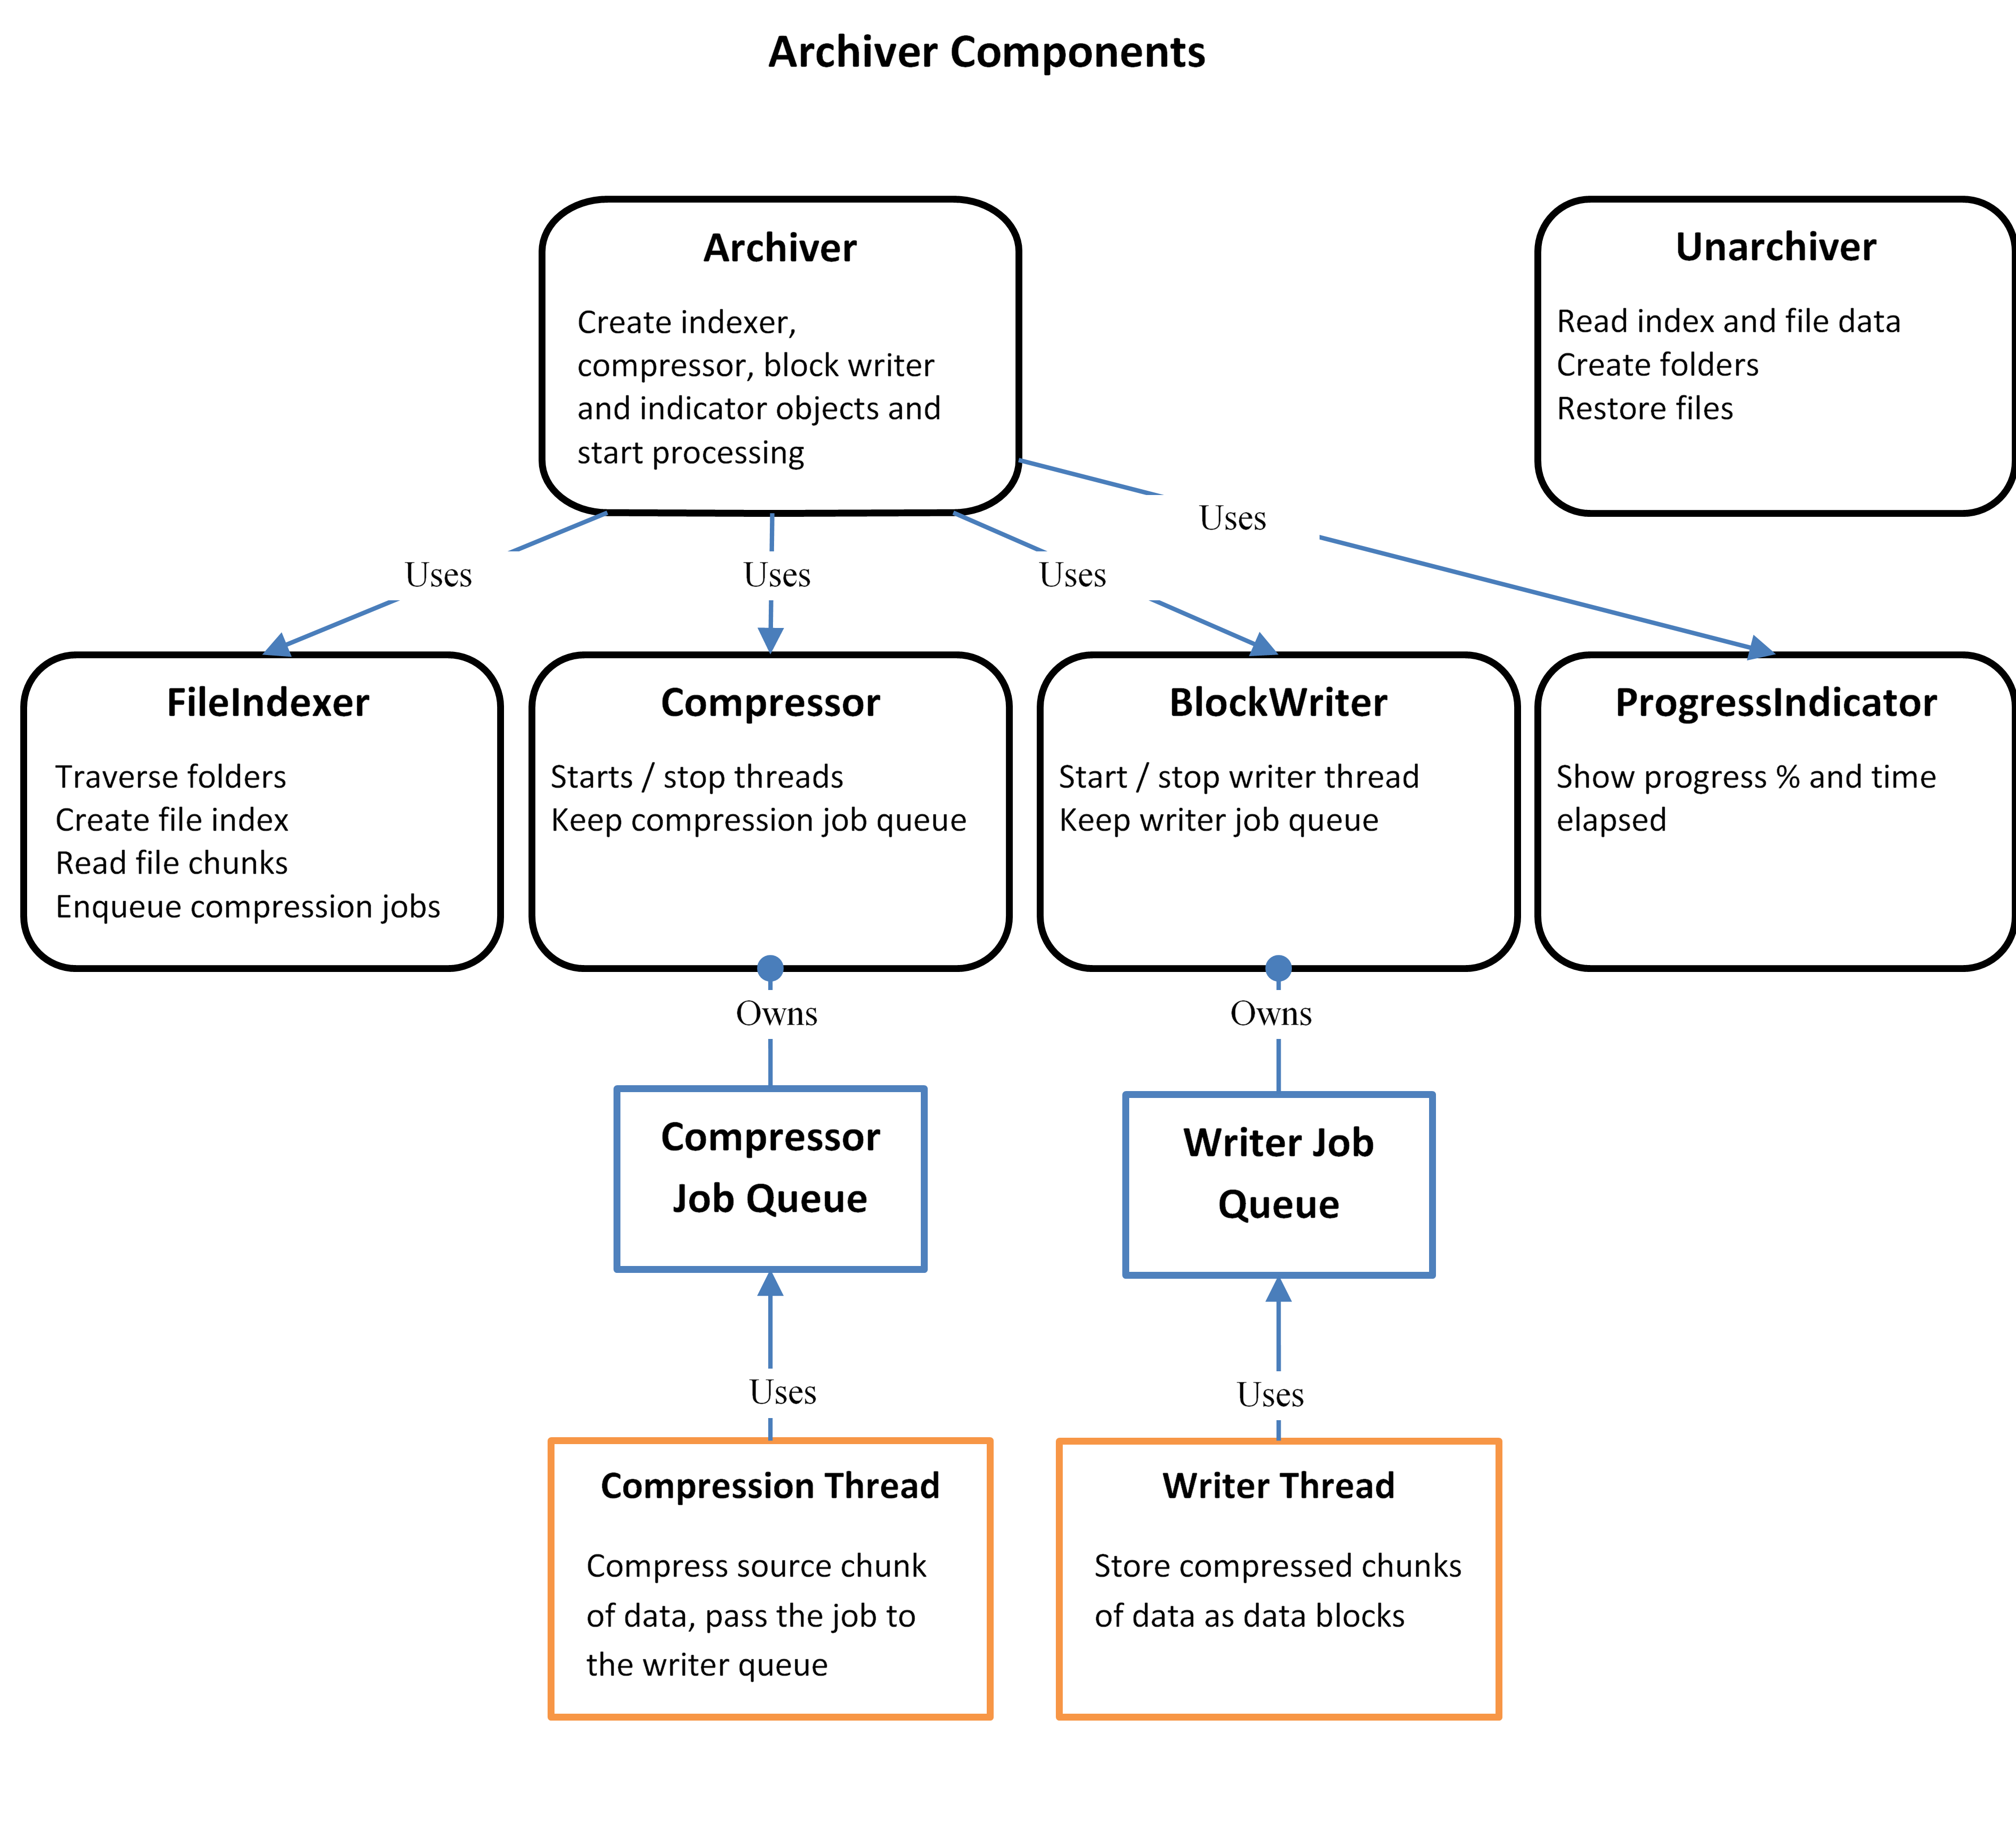 Archiver Components
Archiver
Create indexer,
compressor, block writer
and indicator objects and
start processing
Unarchiver
Read index and file data
Create folders
Restore files
Uses
Uses
Uses
Uses
FileIndexer
Traverse folders
Create file index
Read file chunks
Enqueue compression jobs
Compressor
Starts / stop threads
Keep compression job queue
BlockWriter
Start / stop writer thread
Keep writer job queue
ProgressIndicator
Show progress % and time
elapsed
Owns
Owns
Compressor
Job Queue
Writer Job
Queue
Uses
Uses
Compression Thread
Compress source chunk
of data, pass the job to
the writer queue
Writer Thread
Store compressed chunks
of data as data blocks